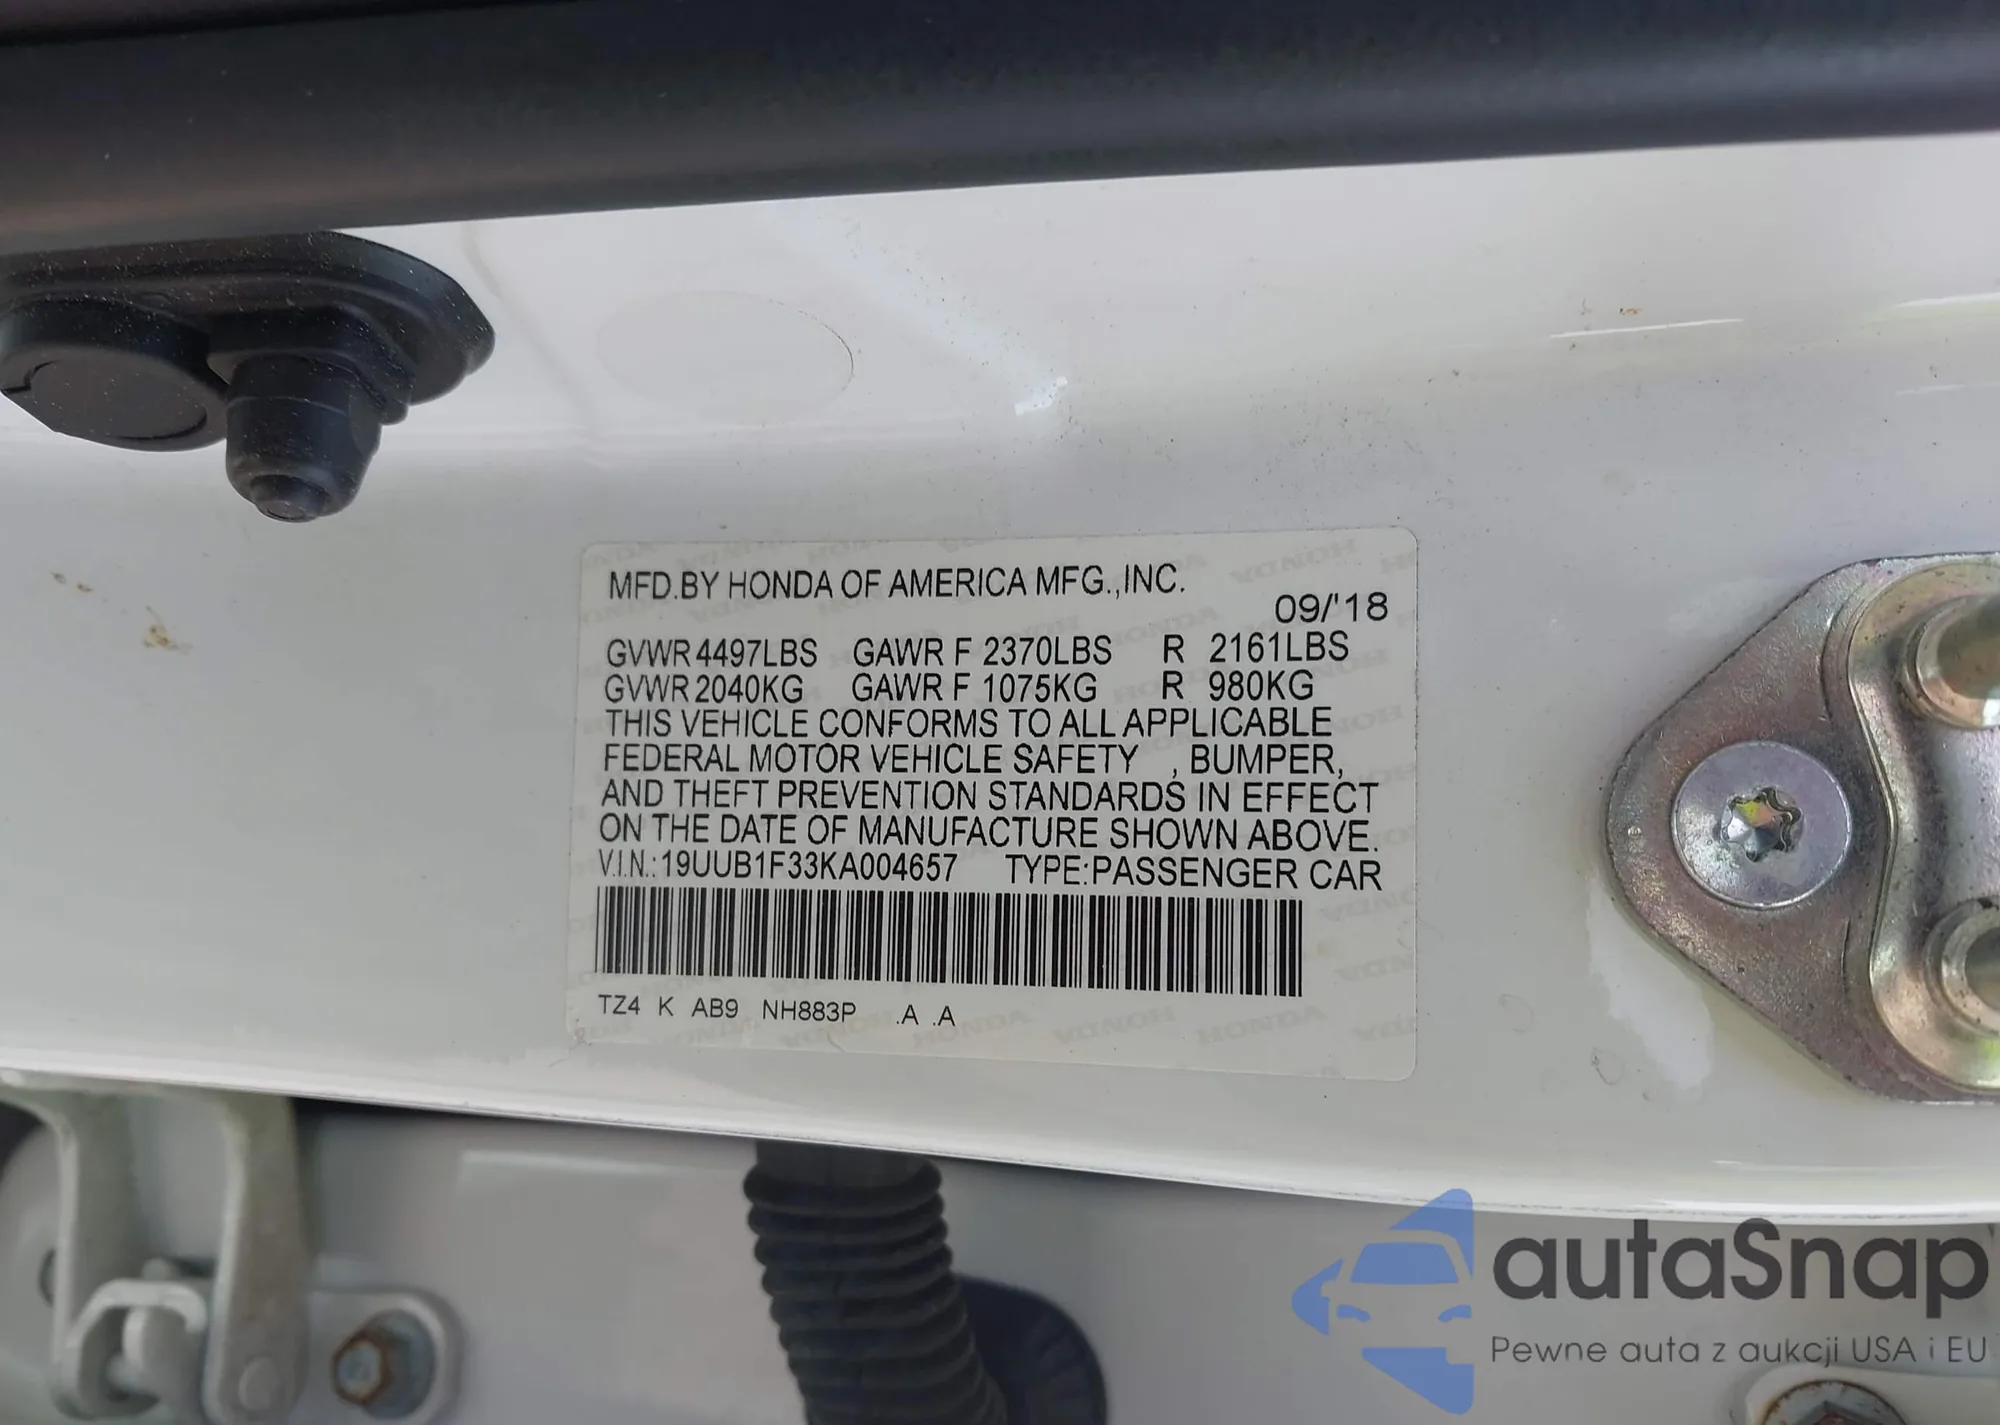 MFD.BY HONDA OF AMERICA MFG.,INC.
09/'18
GVWR 4497LBS GAWR F 2370LBS R 2161LBS
GVWR 2040KG GAWR F 1075KG R 980KG
THIS VEHICLE CONFORMS TO ALL APPLICABLE
FEDERAL MOTOR VEHICLE SAFETY , BUMPER,
AND THEFT PREVENTION STANDARDS IN EFFECT
ON THE DATE OF MANUFACTURE SHOWN ABOVE.
V.I.N.:19UUB1F33KA004657 TYPE:PASSENGER CAR
TZ4 K AB9 NH883P .A .A
autaSnap
Pewne auta z aukcji USA i EU